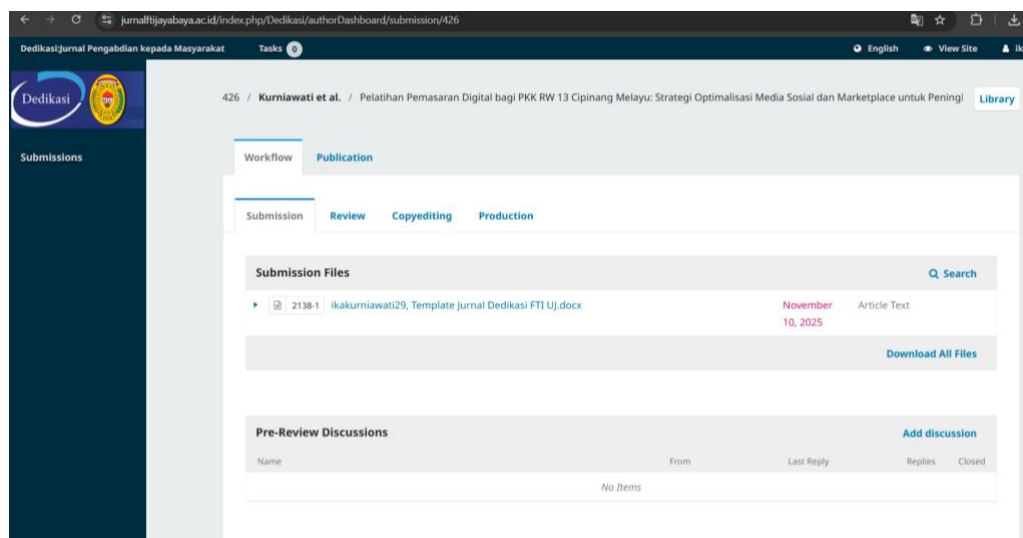 jurnalftijayabaya.ac.id/index.php/Dedikasi/authorDashboard/submission/426
Dedikasi:Jurnal Pengabdian kepada Masyarakat Tasks 0 English View Site ik
Dedikasi
426 / Kurniawati et al. / Pelatihan Pemasaran Digital bagi PKK RW 13 Cipinang Melayu: Strategi Optimalisasi Media Sosial dan Marketplace untuk Peningl Library
Submissions
Workflow Publication
Submission Review Copyediting Production
Submission Files Search
2138-1 ikakurniawati29, Template Jurnal Dedikasi FTI UJ.docx November 10, 2025 Article Text
Download All Files
Pre-Review Discussions Add discussion
Name From Last Reply Replies Closed
No Items